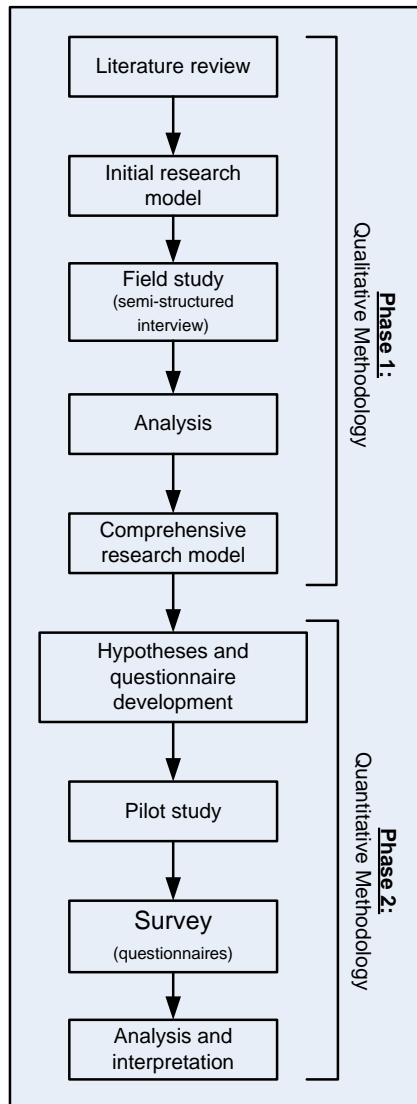 Literature review
Initial research
model
Field study
(semi-structured
interview)
Analysis
Comprehensive
research model
Phase 1:
Qualitative Methodology
Hypotheses and
questionnaire
development
Pilot study
Survey
(questionnaires)
Analysis and
interpretation
Phase 2:
Quantitative Methodology